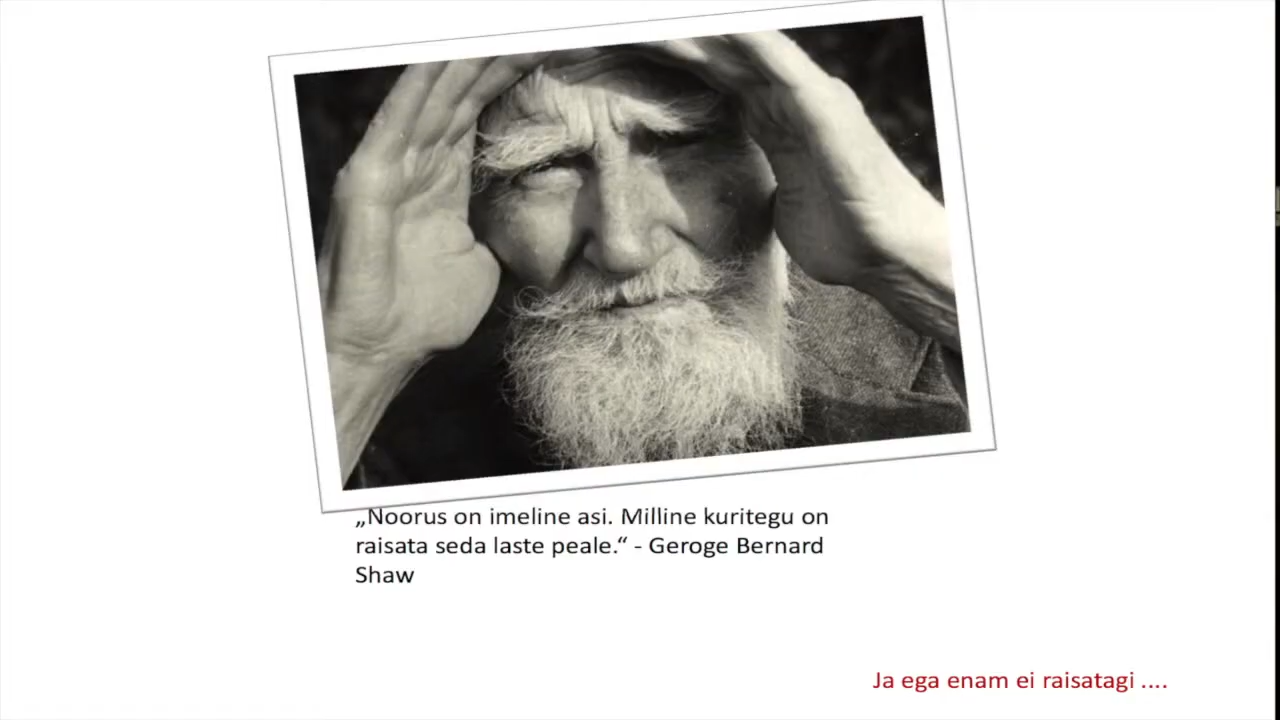 „Noorus on imeline asi. Milline kuritegu on
raisata seda laste peale.“ - Geroge Bernard
Shaw
Ja ega enam ei raisatagi ....